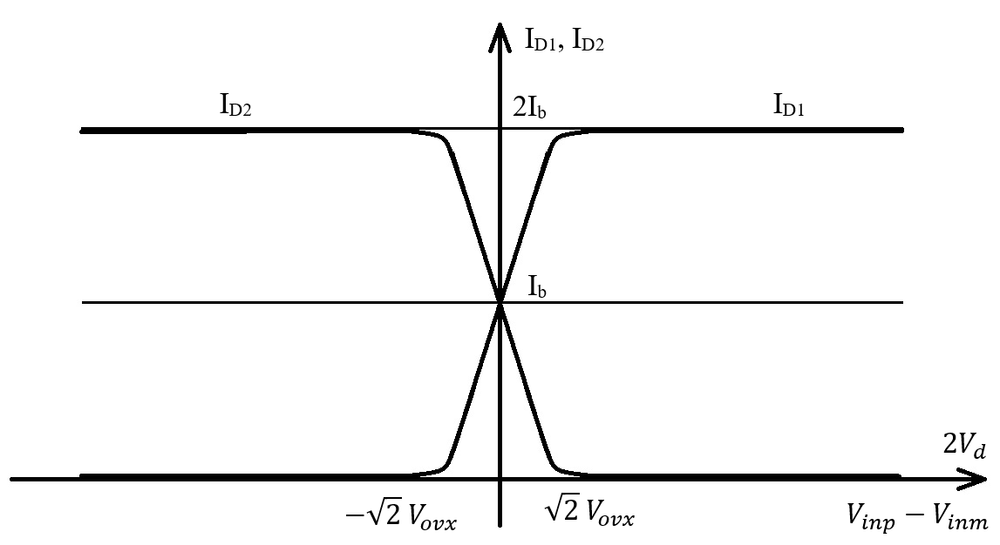 I_D1, I_D2
I_D2
2I_b
I_D1
I_b
2V_d
−√2 V_ovx
√2 V_ovx
V_inp − V_inm